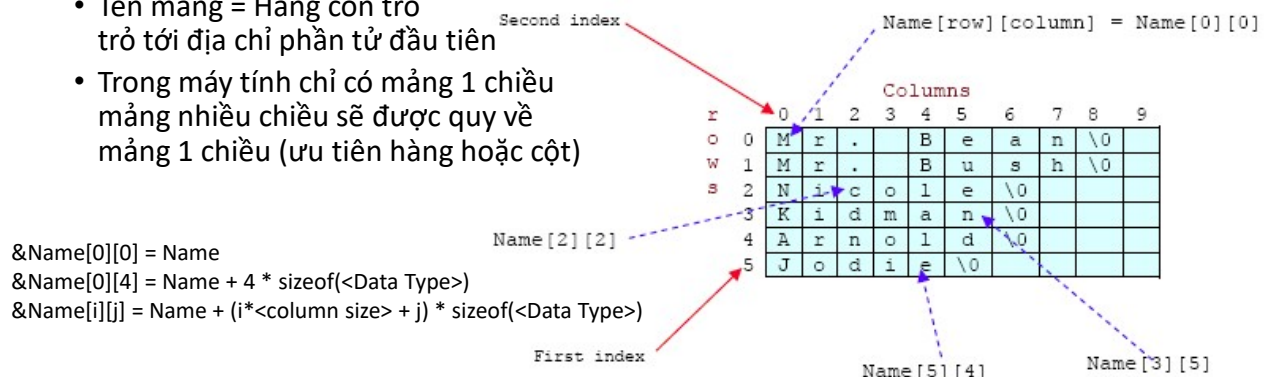 • Tên mảng = Hằng con trỏ
trỏ tới địa chỉ phần tử đầu tiên
• Trong máy tính chỉ có mảng 1 chiều
mảng nhiều chiều sẽ được quy về
mảng 1 chiều (ưu tiên hàng hoặc cột)
&Name[0][0] = Name
&Name[0][4] = Name + 4 * sizeof(<Data Type>)
&Name[i][j] = Name + (i*<column size> + j) * sizeof(<Data Type>)
Second index
Name[row][column] = Name[0][0]
Columns
rows
0 1 2 3 4 5 6 7 8 9
0 M r . B e a n \0
1 M r . B u s h \0
2 N i c o l e \0
3 K i d m a n \0
4 A r n o l d \0
5 J o d i e \0
Name[2][2]
First index
Name[5][4]
Name[3][5]